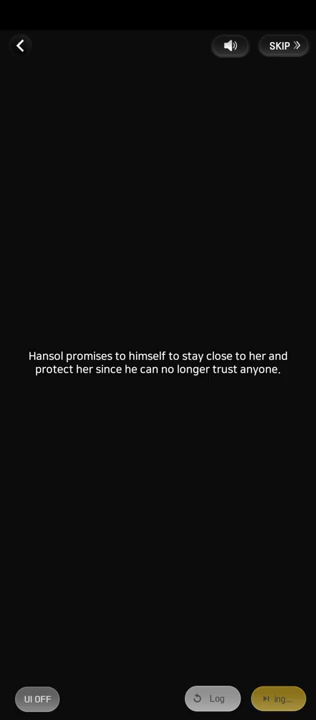 SKIP
Hansol promises to himself to stay close to her and
protect her since he can no longer trust anyone.
UI OFF
Log
ing...